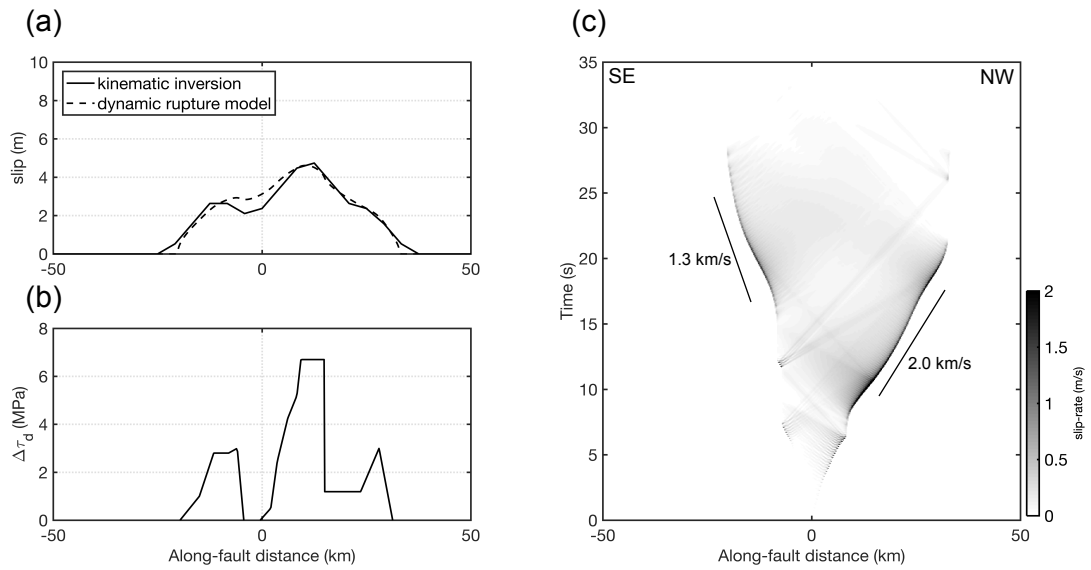 (a)
10
8
6
4
2
0
slip (m)
kinematic inversion
dynamic rupture model
-50
0
50
(b)
8
6
4
2
0
Δτd (MPa)
-50
0
50
Along-fault distance (km)
(c)
SE
NW
35
30
25
20
15
10
5
0
Time (s)
1.3 km/s
2.0 km/s
-50
0
50
Along-fault distance (km)
2
1.5
1
0.5
0
slip-rate (m/s)